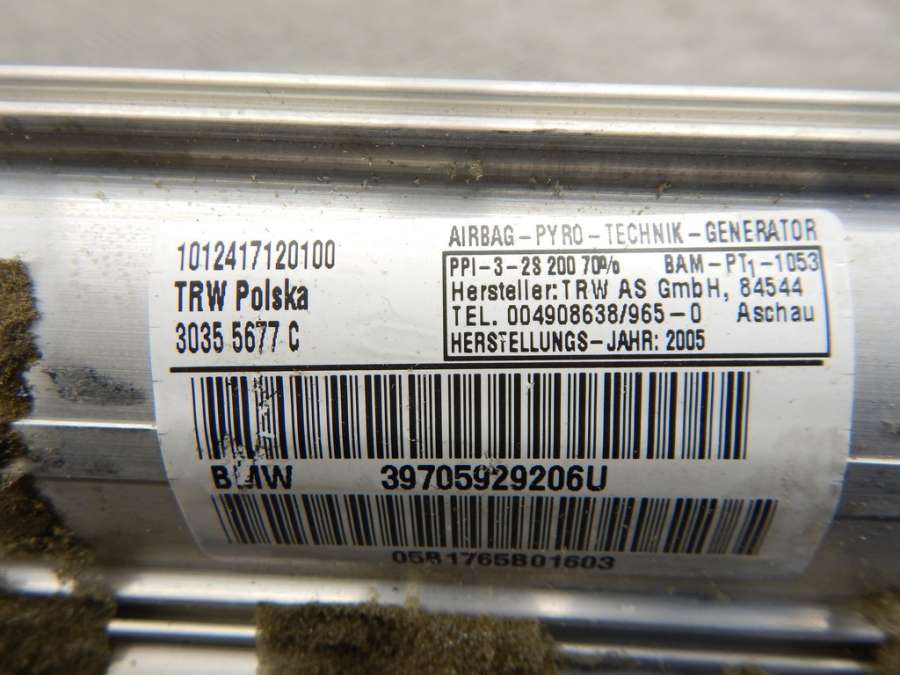 1012417120100
TRW Polska
3035 5677 C
AIRBAG-PYRO-TECHNIK-GENERATOR
PPI-3-2S 200 70% BAM-PT1-1053
Hersteller: TRW AS GmbH, 84544
TEL. 004908638/965-0 Aschau
HERSTELLUNGS-JAHR: 2005
BMW 39705929206U
05B1765B01603